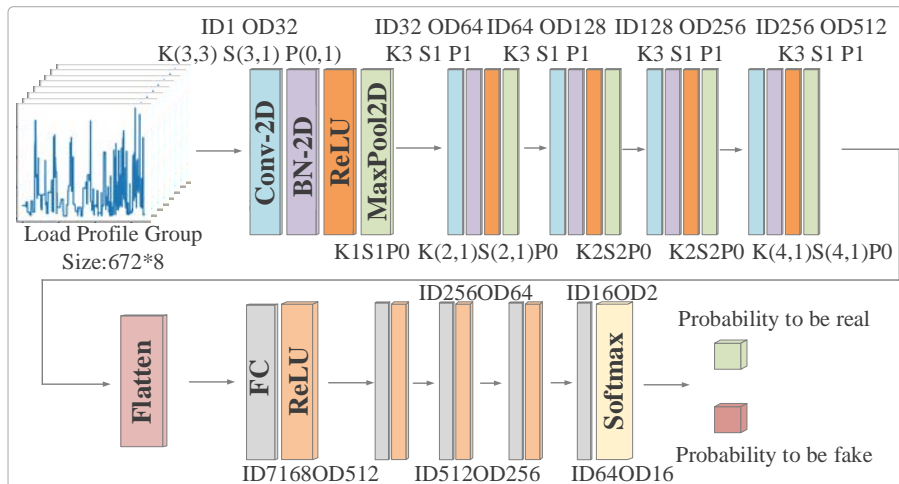 ID1 OD32
ID32 OD64
ID64 OD128
ID128 OD256
ID256 OD512
K(3,3) S(3,1) P(0,1)
K3 S1 P1
K3 S1 P1
K3 S1 P1
K3 S1 P1
Conv-2D
BN-2D
ReLU
MaxPool2D
Load Profile Group
Size:672*8
K1S1P0
K(2,1)S(2,1)P0
K2S2P0
K2S2P0
K(4,1)S(4,1)P0
ID256OD64
ID16OD2
Flatten
FC
ReLU
Softmax
Probability to be real
Probability to be fake
ID7168OD512
ID512OD256
ID64OD16